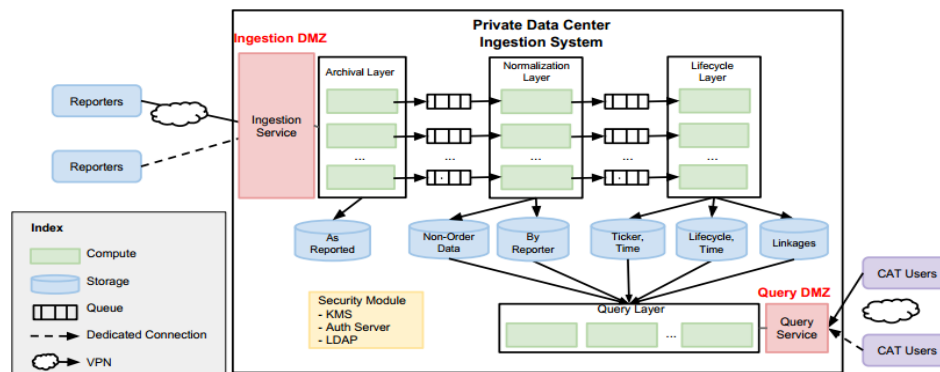 Private Data Center
Ingestion System
Ingestion DMZ
Archival Layer
Normalization
Layer
Lifecycle
Layer
Reporters
Reporters
Ingestion
Service
...
...
...
...
...
As
Reported
Non-Order
Data
By
Reporter
Ticker,
Time
Lifecycle,
Time
Linkages
Index
Compute
Storage
Queue
Dedicated Connection
VPN
Security Module
- KMS
- Auth Server
- LDAP
Query DMZ
Query Layer
...
Query
Service
CAT Users
CAT Users